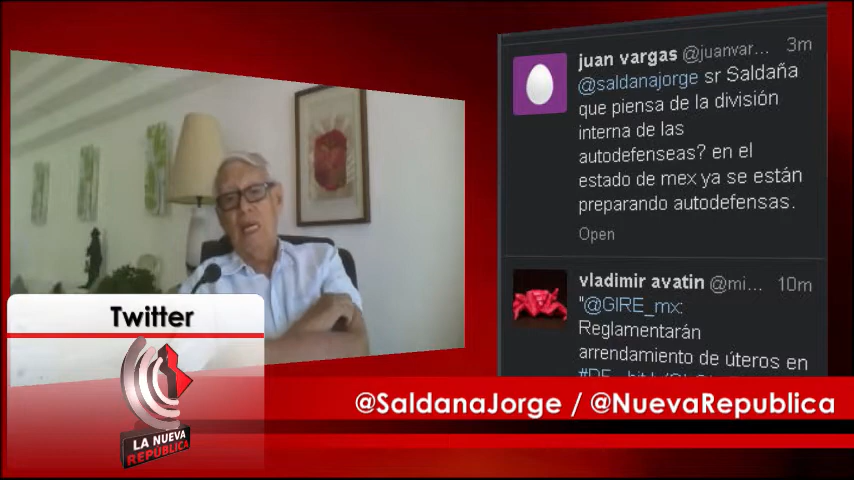 juan vargas @juanvar... 3m
@saldanajorge sr Saldaña
que piensa de la división
interna de las
autodefenseas? en el
estado de mex ya se están
preparando autodefensas.
Open
vladimir avatin @mi... 10m
"@GIRE_mx:
Reglamentarán
arrendamiento de úteros en
Twitter
LA NUEVA
REPUBLICA
@SaldanaJorge / @NuevaRepublica